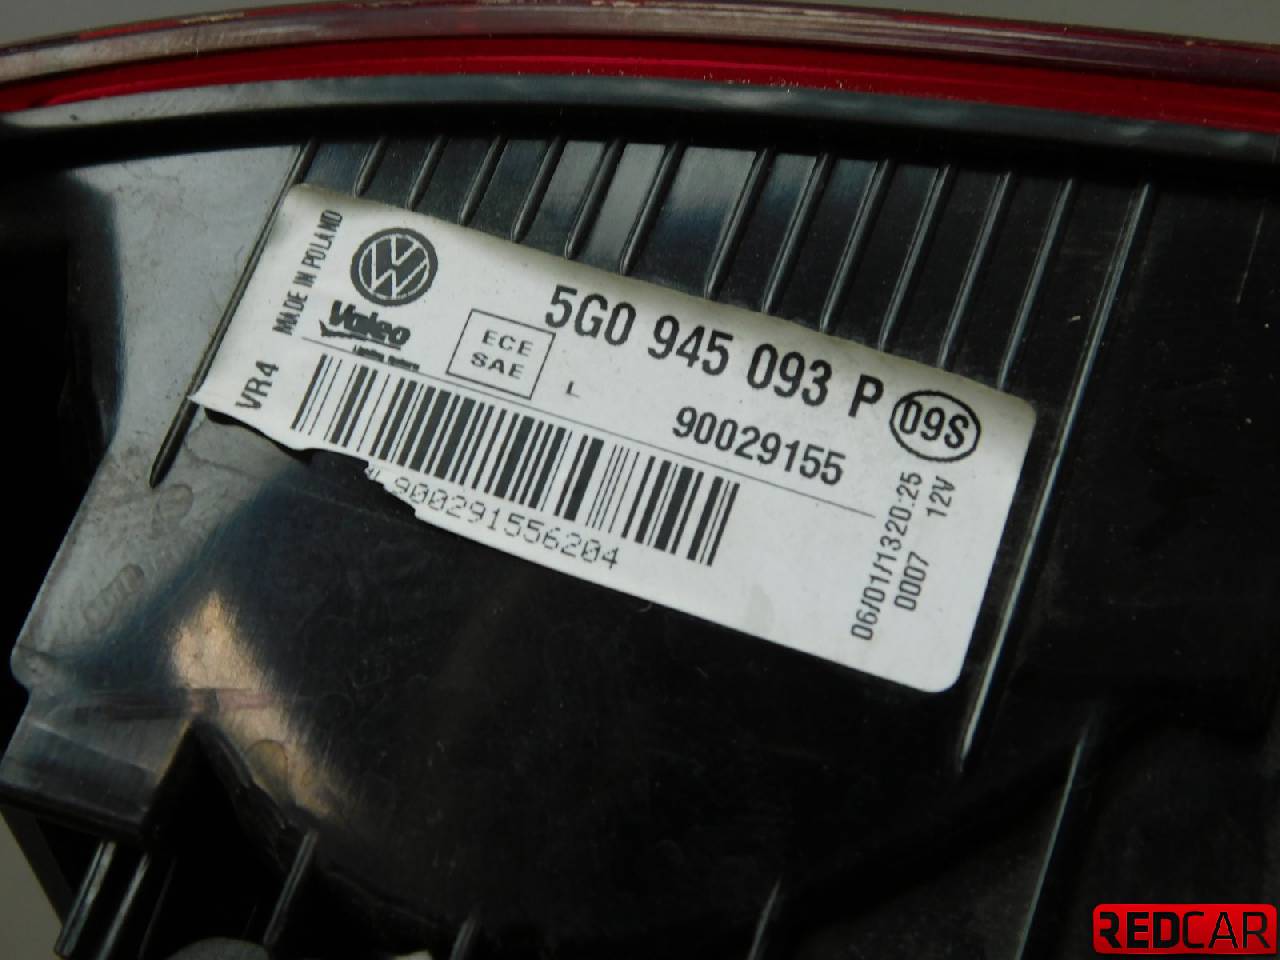 MADE IN POLAND
Valeo
ECE
SAE
L
5G0 945 093 P
09S
90029155
VR4
900291556204
06/01/1320:25
0007 12V
REDCAR